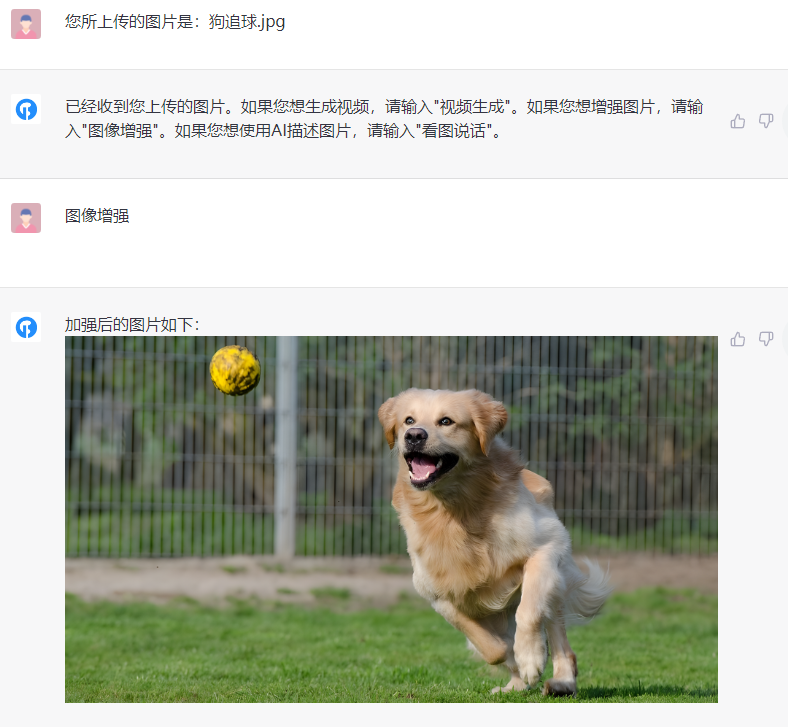 您所上传的图片是：狗追球.jpg
已经收到您上传的图片。如果您想生成视频，请输入"视频生成"。如果您想增强图片，请输
入"图像增强"。如果您想使用AI描述图片，请输入"看图说话"。
图像增强
加强后的图片如下：